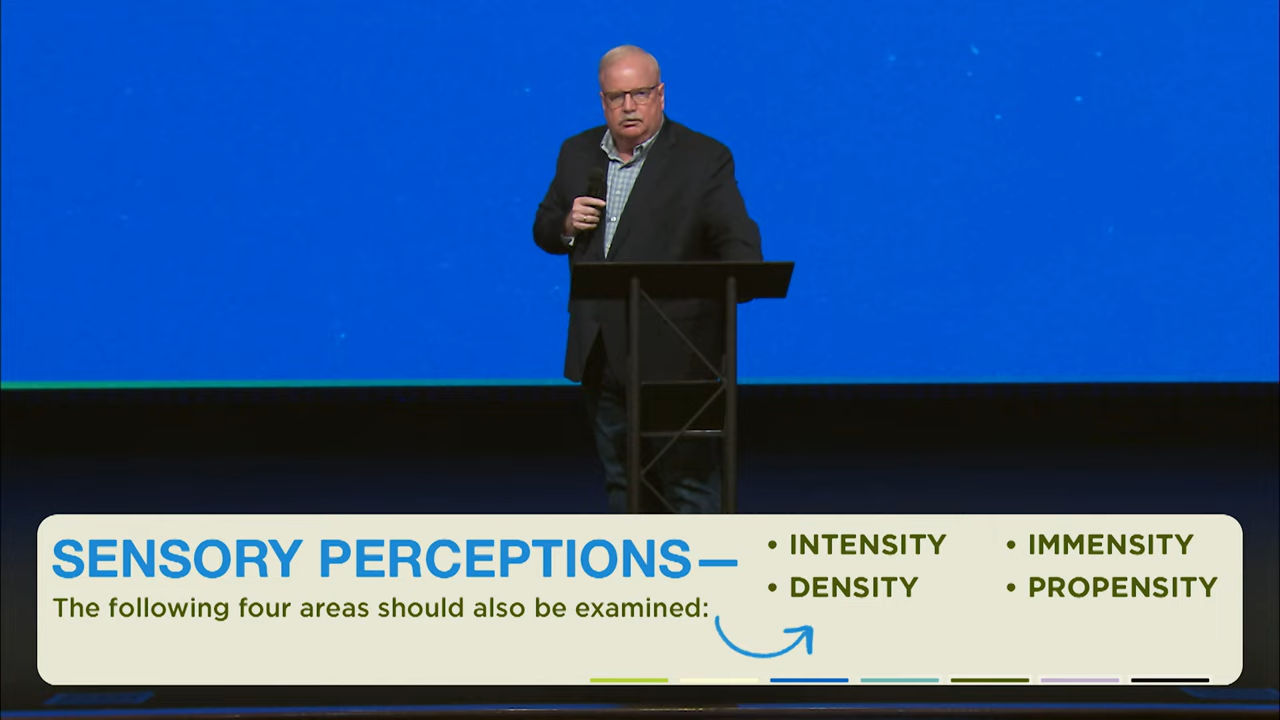 SENSORY PERCEPTIONS—
The following four areas should also be examined:
• INTENSITY
• DENSITY
• IMMENSITY
• PROPENSITY